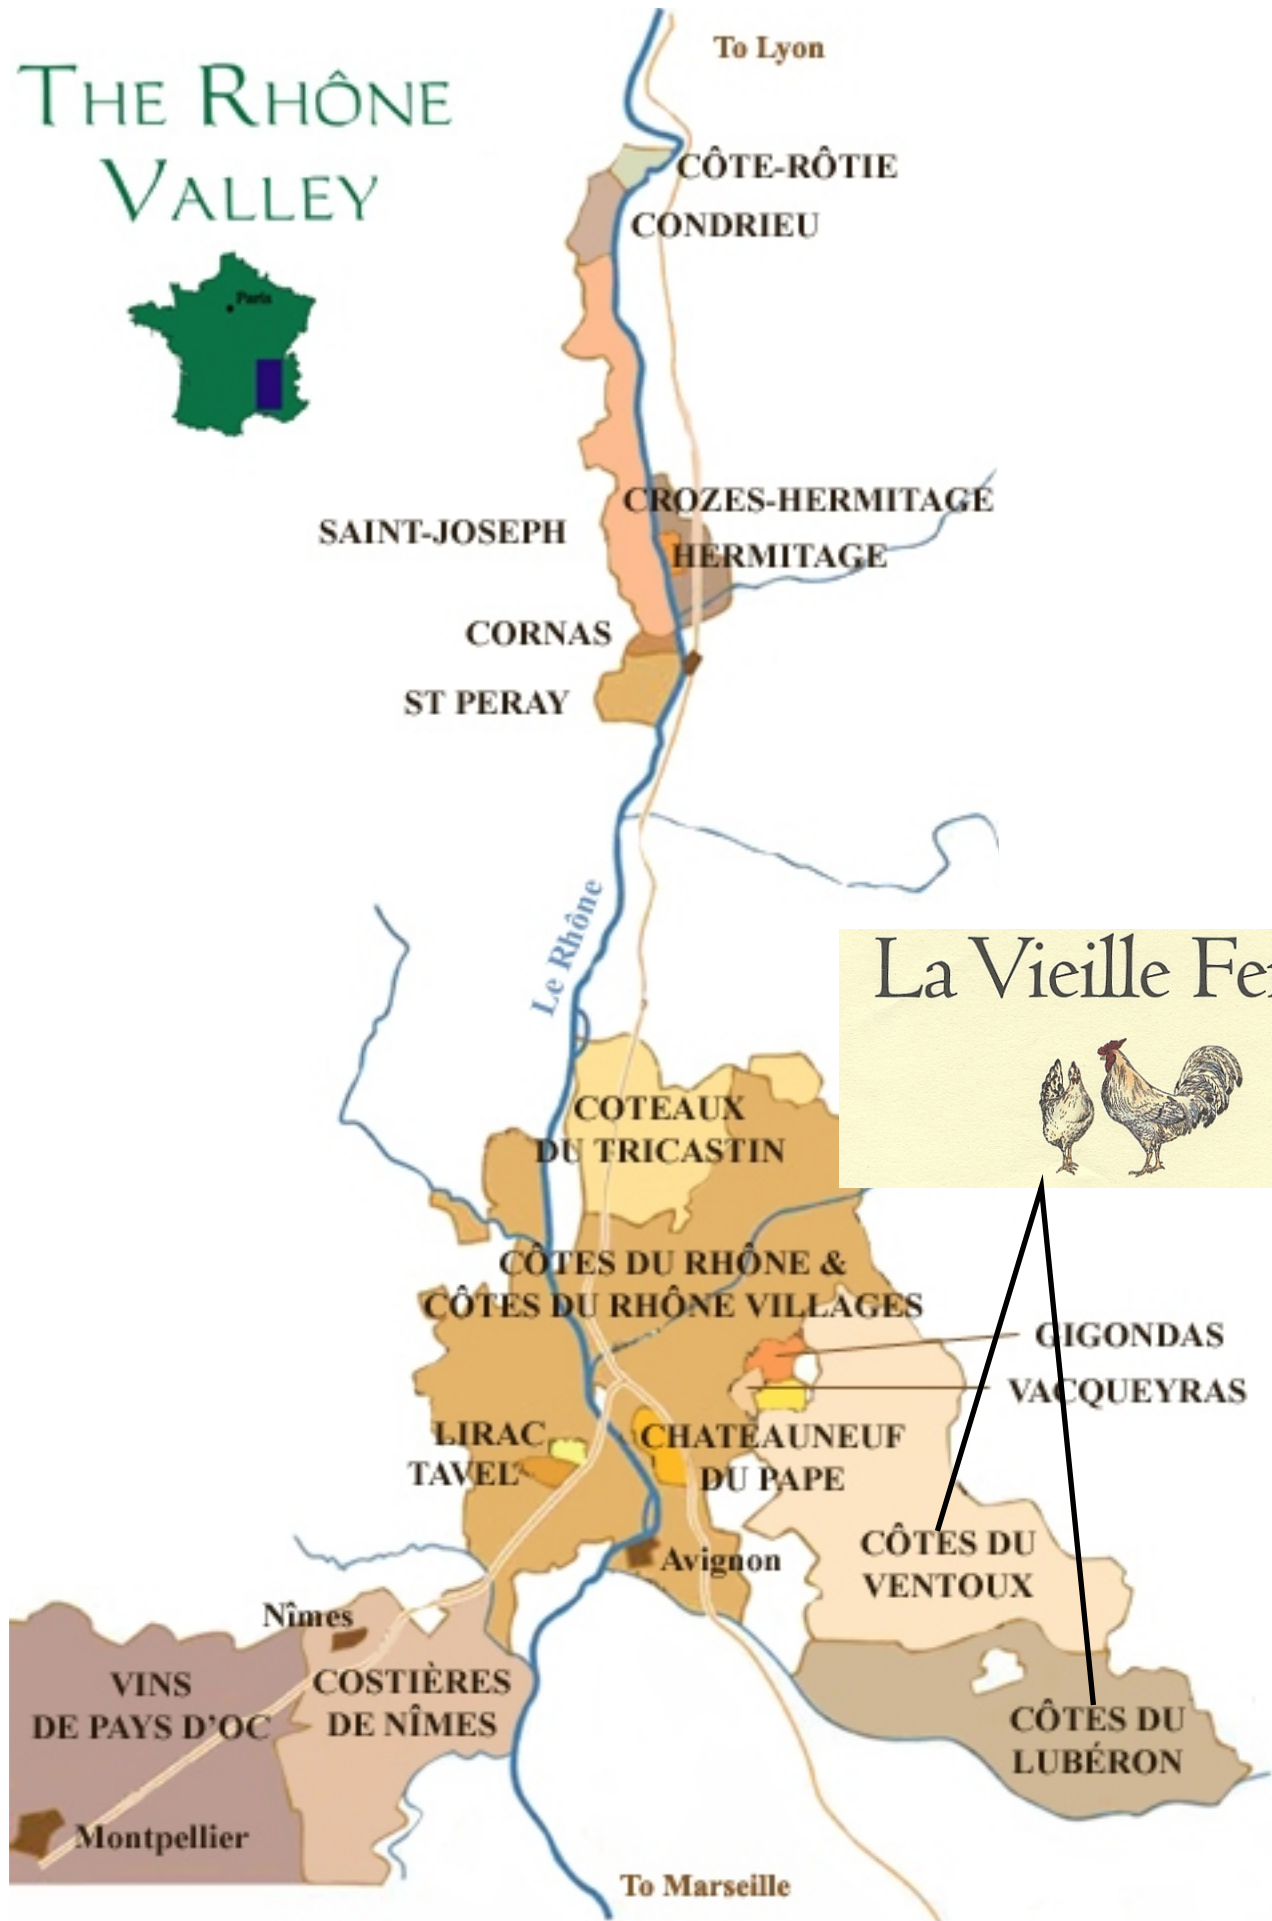 THE RHÔNE
VALLEY
Paris
To Lyon
CÔTE-RÔTIE
CONDRIEU
CROZES-HERMITAGE
SAINT-JOSEPH
HERMITAGE
CORNAS
ST PERAY
Le Rhône
La Vieille Fer
COTEAUX
DU TRICASTIN
CÔTES DU RHÔNE &
CÔTES DU RHÔNE VILLAGES
GIGONDAS
VACQUEYRAS
LIRAC
TAVEL
CHATEAUNEUF
DU PAPE
CÔTES DU
VENTOUX
Avignon
Nîmes
VINS
DE PAYS D'OC
COSTIÈRES
DE NÎMES
CÔTES DU
LUBÉRON
Montpellier
To Marseille